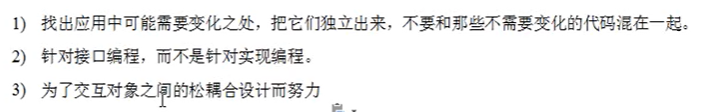 1) 找出应用中可能需要变化之处，把它们独立出来，不要和那些不需要变化的代码混在一起。
2) 针对接口编程，而不是针对实现编程。
3) 为了交互对象之间的松耦合设计而努力